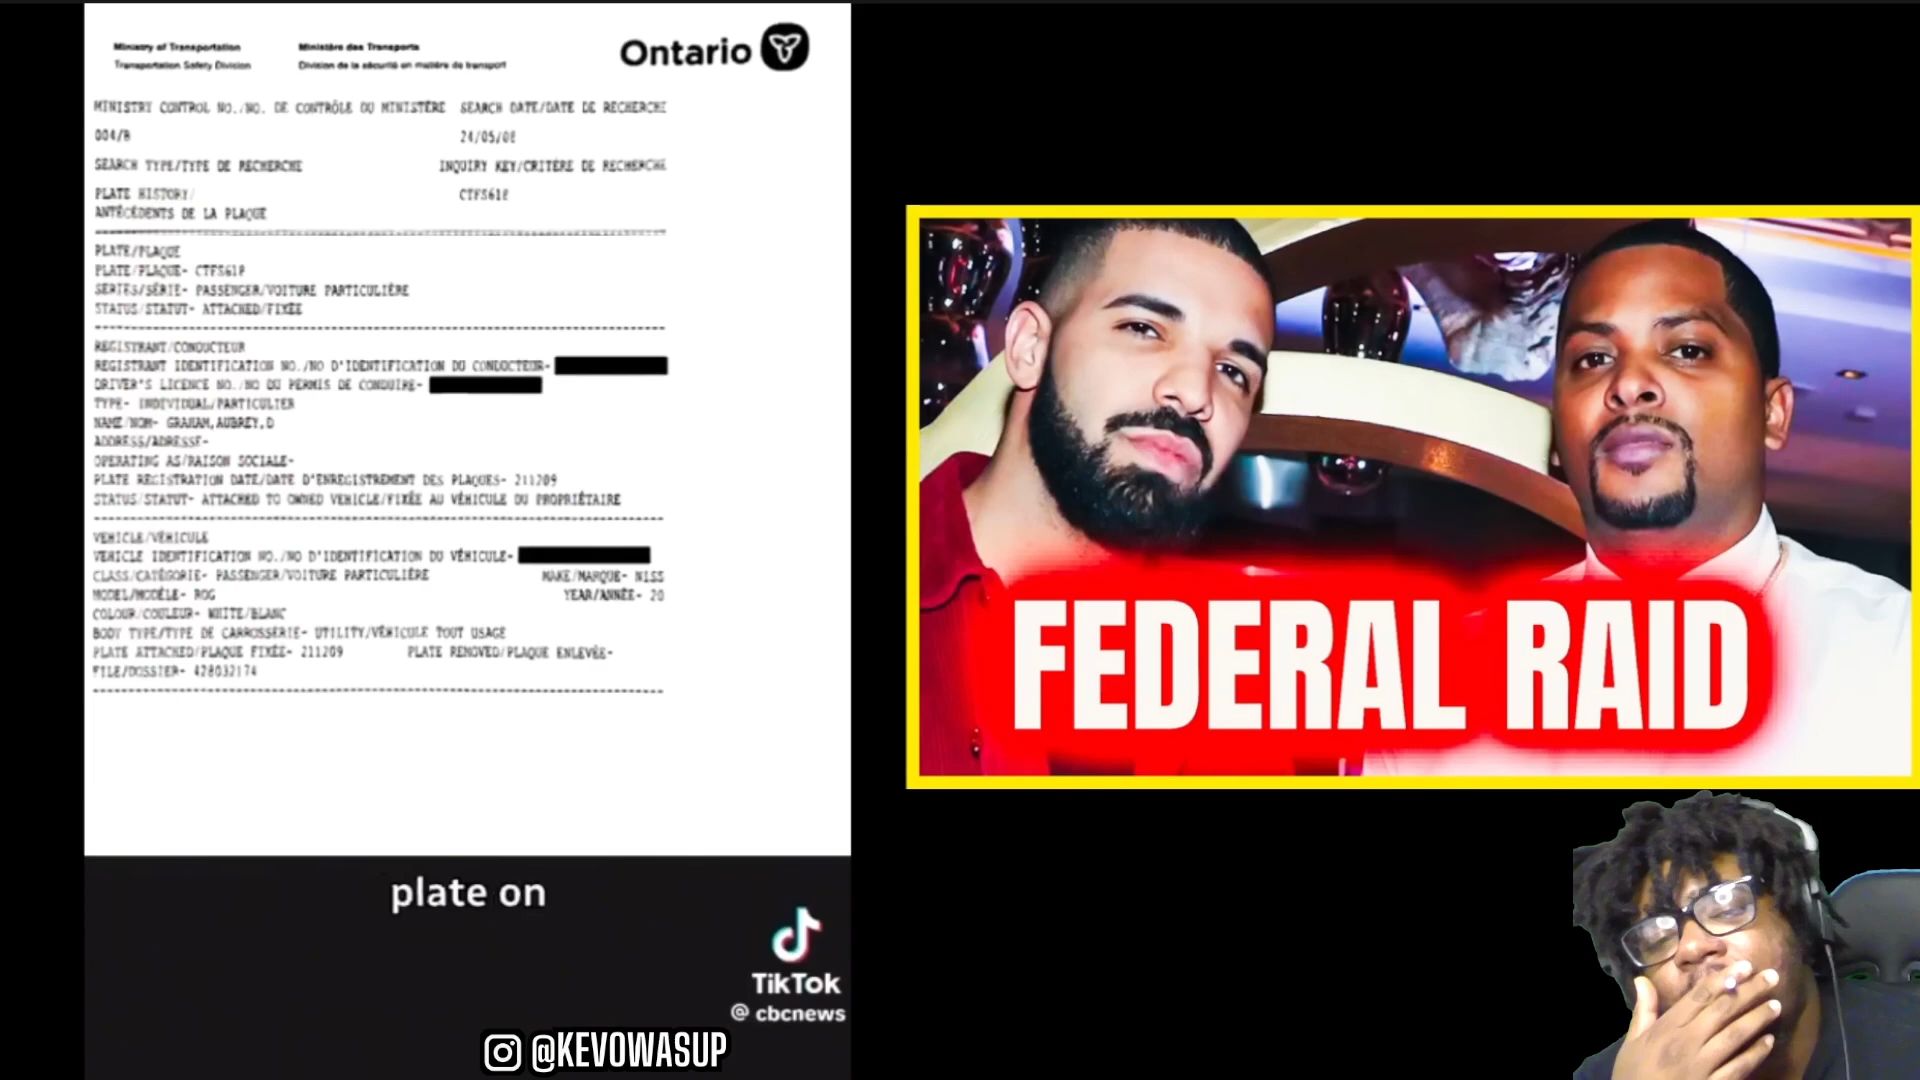 Ministry of Transportation
Transportation Safety Division
Ministère des Transports
Division de la sécurité en matière de transport
Ontario
MINISTRY CONTROL NO./NO. DE CONTRÔLE DU MINISTÈRE SEARCH DATE/DATE DE RECHERCHE
004/B 24/05/08
SEARCH TYPE/TYPE DE RECHERCHE INQUIRY KEY/CRITÈRE DE RECHERCHE
PLATE HISTORY/
ANTÉCÉDENTS DE LA PLAQUE
PLATE/PLAQUE
PLATE/PLAQUE-
SERIES/SÉRIE- PASSENGER/VOITURE PARTICULIÈRE
STATUS/STATUT- ATTACHED/FIXÉE
REGISTRANT/CONDUCTEUR
REGISTRANT IDENTIFICATION NO./NO D'IDENTIFICATION DU CONDUCTEUR-
DRIVER'S LICENCE NO./NO DU PERMIS DE CONDUIRE-
TYPE- INDIVIDUAL/PARTICULIER
NAME/NOM- GRAHAM,AUBREY,D
ADDRESS/ADRESSE-
OPERATING AS/RAISON SOCIALE-
PLATE REGISTRATION DATE/DATE D'ENREGISTREMENT DES PLAQUES- 211209
STATUS/STATUT- ATTACHED TO OWNED VEHICLE/FIXÉE AU VÉHICULE DU PROPRIÉTAIRE
VEHICLE/VÉHICULE
VEHICLE IDENTIFICATION NO./NO D'IDENTIFICATION DU VÉHICULE-
CLASS/CATÉGORIE- PASSENGER/VOITURE PARTICULIÈRE MAKE/MARQUE- NISS
MODEL/MODÈLE- ROG YEAR/ANNÉE- 20
COLOUR/COULEUR- WHITE/BLANC
BODY TYPE/TYPE DE CARROSSERIE- UTILITY/VÉHICULE TOUT USAGE
PLATE ATTACHED/PLAQUE FIXÉE- 211209 PLATE REMOVED/PLAQUE ENLEVÉE-
FILE/DOSSIER- 428032174
plate on
TikTok
@ cbcnews
@KEVOWASUP
FEDERAL RAID